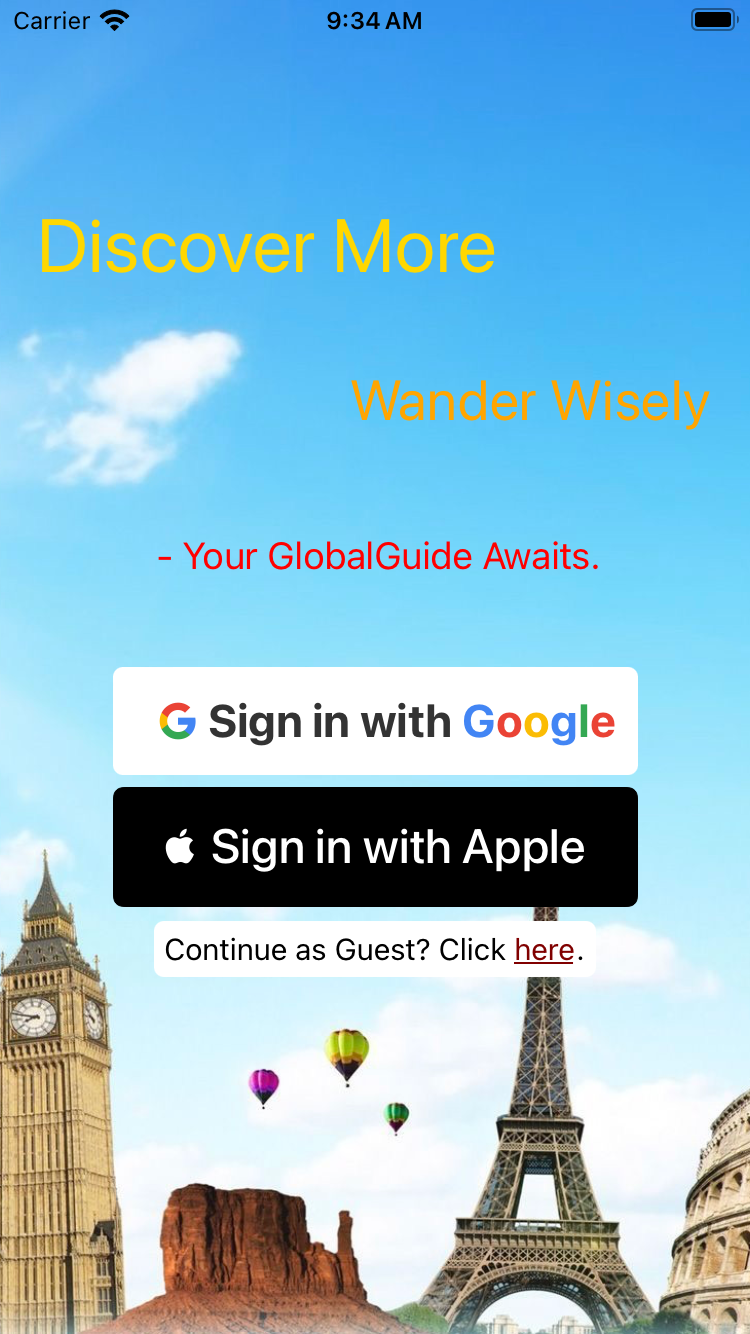 Carrier 9:34 AM
Discover More
Wander Wisely
- Your GlobalGuide Awaits.
Sign in with Google
Sign in with Apple
Continue as Guest? Click here.